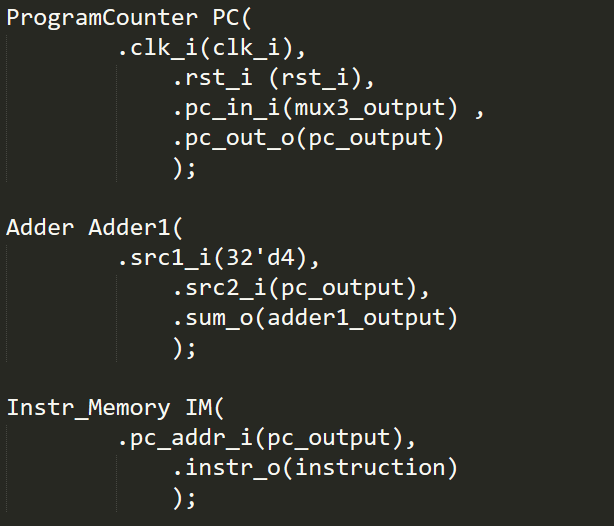 ProgramCounter PC(
.clk_i(clk_i),
.rst_i (rst_i),
.pc_in_i(mux3_output) ,
.pc_out_o(pc_output)
);
Adder Adder1(
.src1_i(32'd4),
.src2_i(pc_output),
.sum_o(adder1_output)
);
Instr_Memory IM(
.pc_addr_i(pc_output),
.instr_o(instruction)
);